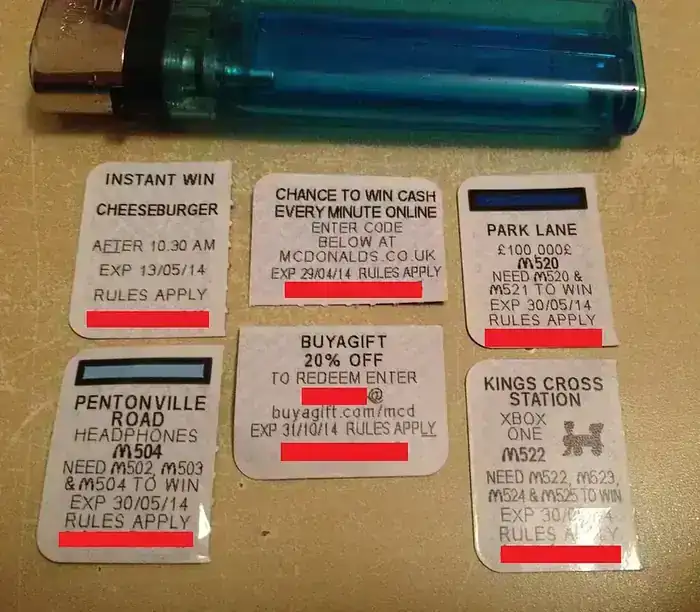 INSTANT WIN
CHEESEBURGER
AFTER 10.30 AM
EXP 13/05/14
RULES APPLY
CHANCE TO WIN CASH
EVERY MINUTE ONLINE
ENTER CODE
BELOW AT
MCDONALDS.CO.UK
EXP 29/04/14 RULES APPLY
PARK LANE
£100 000£
M520
NEED M520 &
M521 TO WIN
EXP 30/05/14
RULES APPLY
PENTONVILLE
ROAD
HEADPHONES
M504
NEED M502, M503
& M504 TO WIN
EXP 30/05/14
RULES APPLY
BUYAGIFT
20% OFF
TO REDEEM ENTER
@
buyagift.com/mcd
EXP 31/10/14 RULES APPLY
KINGS CROSS
STATION
XBOX
ONE
M522
NEED M522, M523,
M524 & M525 TO WIN
EXP 30/
RULES APPLY